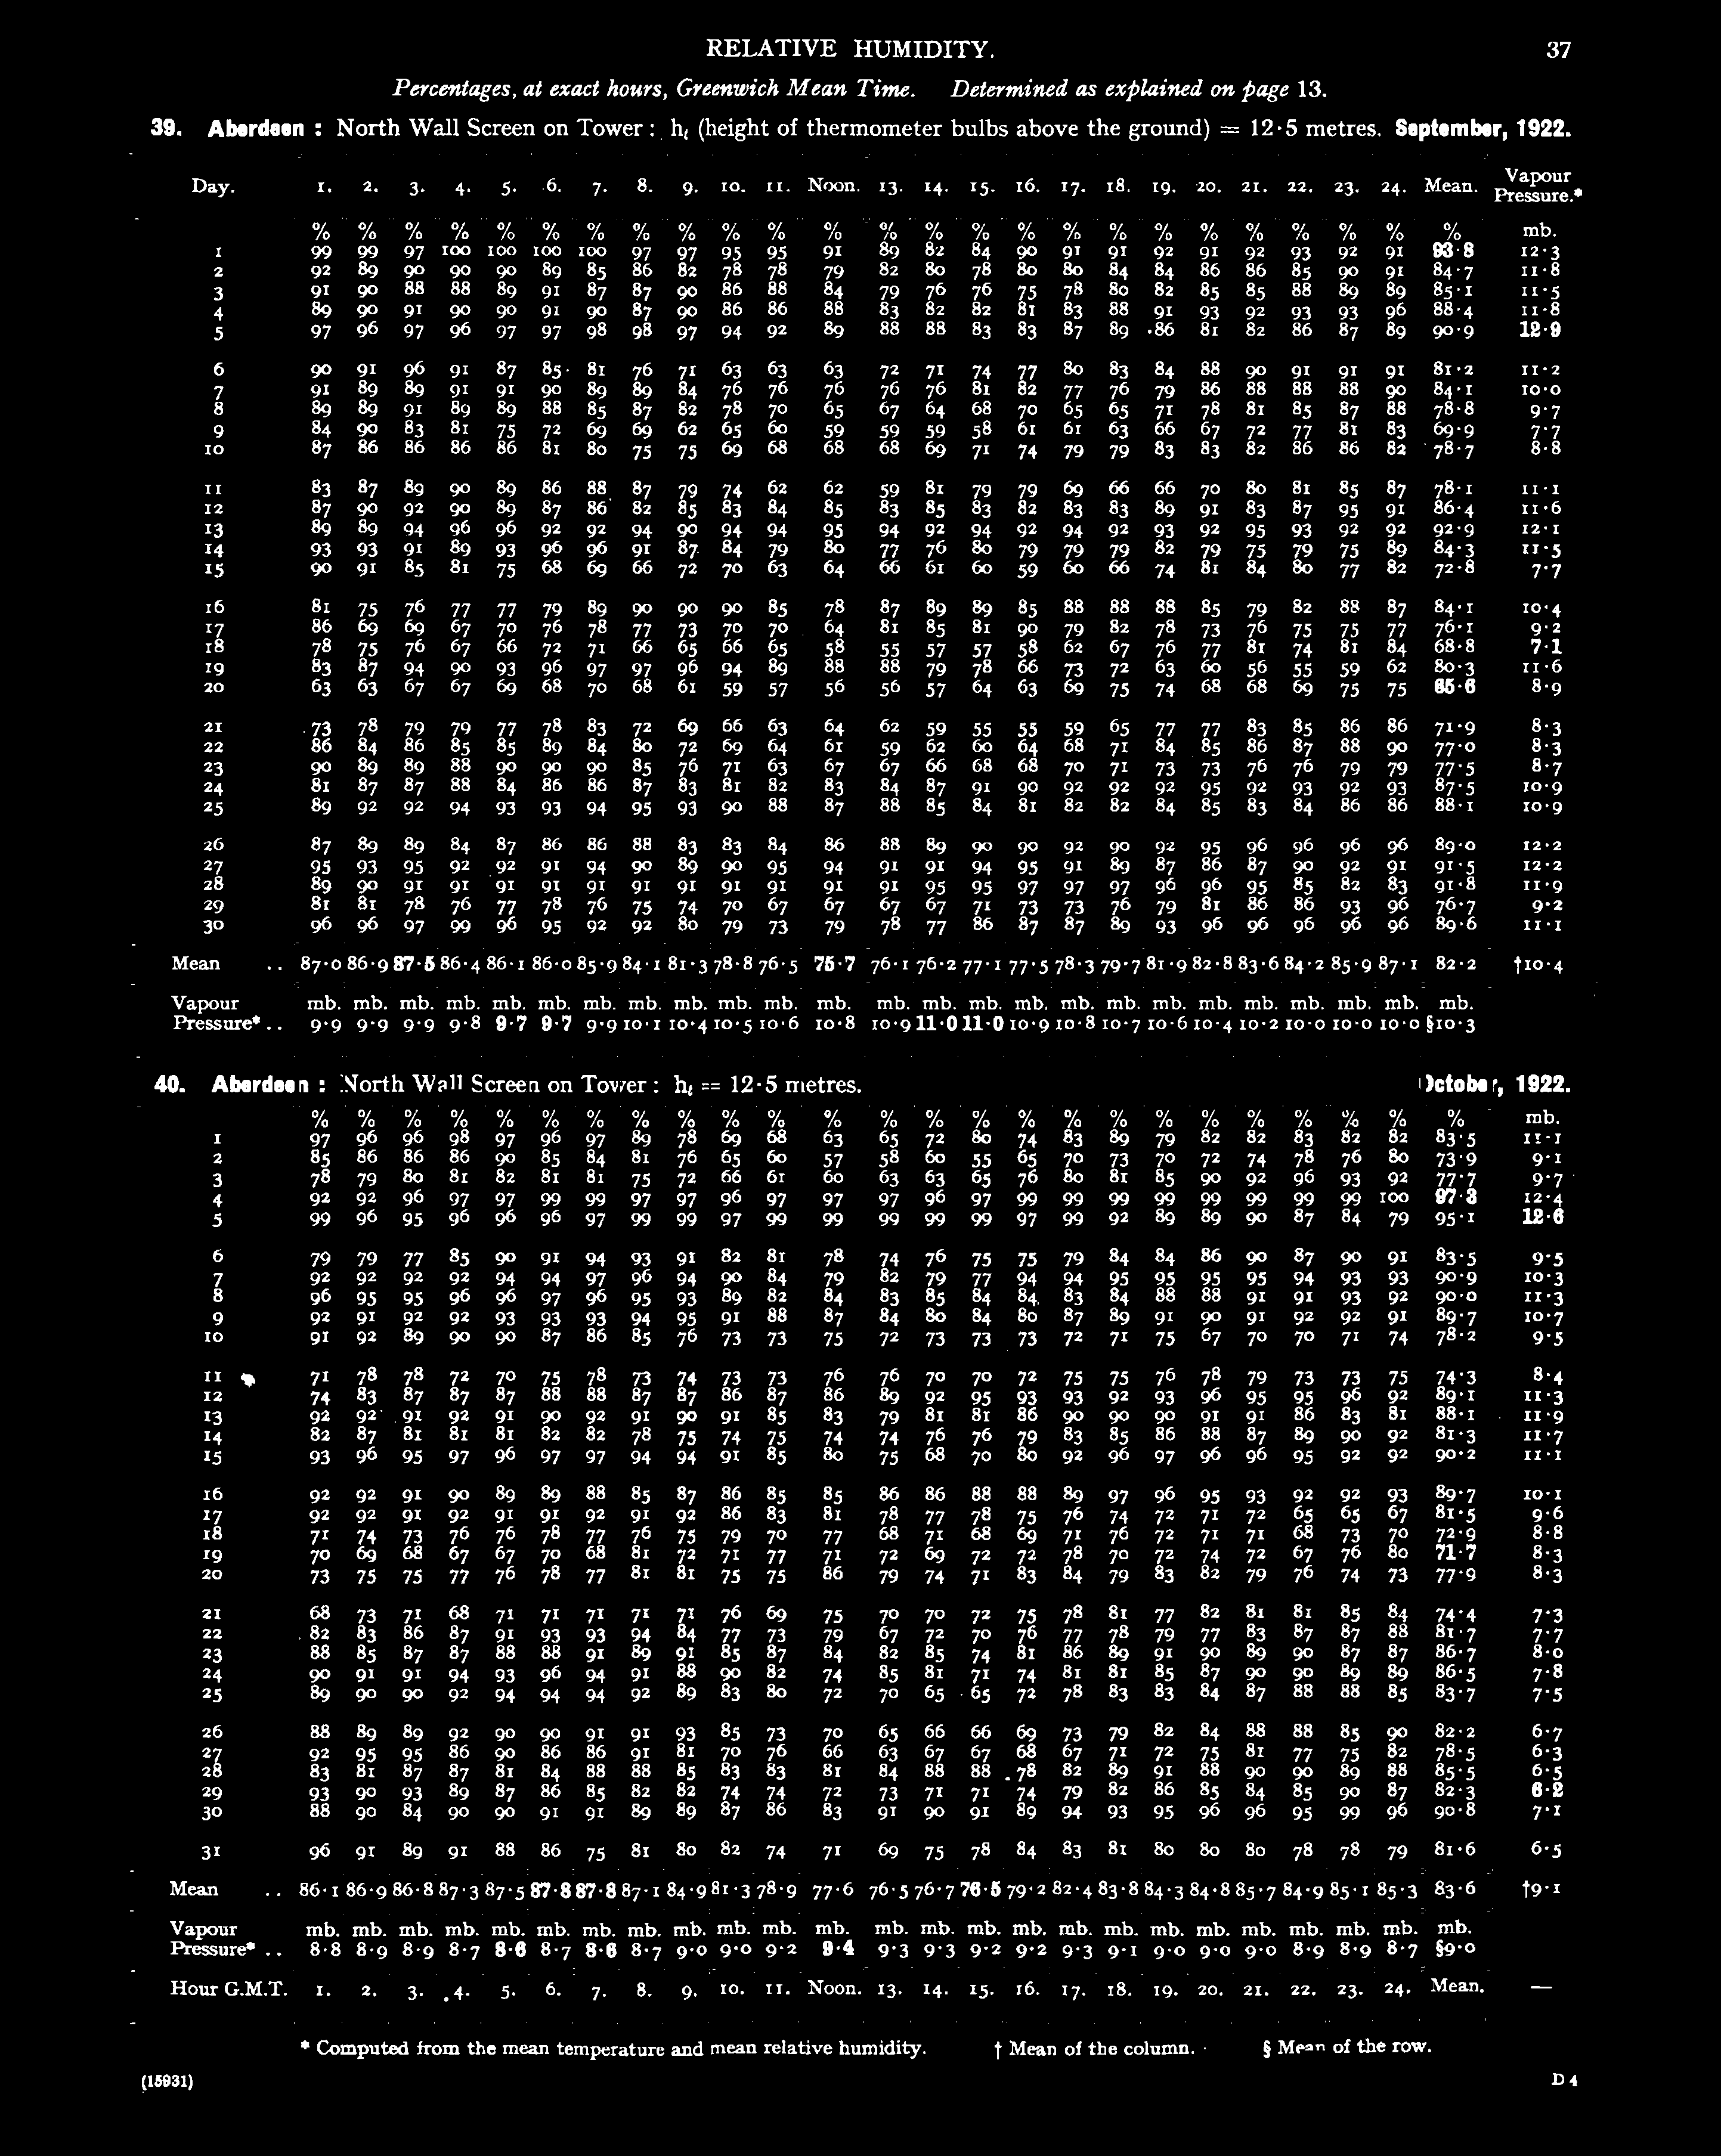 RELATIVE HUMIDITY.
37
Percentages, at exact hours, Greenwich Mean Time. Determined as explained on page 13.
39. Aberdeen : North Wall Screen on Tower : ht (height of thermometer bulbs above the ground) = 12·5 metres. September, 1922.
Day. 1. 2. 3. 4. 5. 6. 7. 8. 9. 10. 11. Noon. 13. 14. 15. 16. 17. 18. 19. 20. 21. 22. 23. 24. Mean. Vapour Pressure.*
% % % % % % % % % % % % % % % % % % % % % % % % % mb.
1 99 99 97 100 100 100 100 97 97 95 95 91 89 82 84 90 91 91 92 91 92 93 92 91 93·8 12·3
2 92 89 90 90 90 89 85 86 82 78 78 79 82 80 78 80 80 84 84 86 86 85 90 91 84·7 11·8
3 91 90 88 88 89 91 87 87 90 86 88 84 79 76 76 75 78 80 82 85 85 88 89 89 85·1 11·5
4 89 90 91 90 90 91 90 87 90 86 86 88 83 82 82 81 83 88 91 93 92 93 93 96 88·4 11·8
5 97 96 97 96 97 97 98 98 97 94 92 89 88 88 83 83 87 89 86 81 82 86 87 89 90·9 12·9
6 90 91 96 91 87 85 81 76 71 63 63 63 72 71 74 77 80 83 84 88 90 91 91 91 81·2 11·2
7 91 89 89 91 91 90 89 89 84 76 76 76 76 76 81 82 77 76 79 86 88 88 88 90 84·1 10·0
8 89 89 91 89 89 88 85 87 82 78 70 65 67 64 68 70 65 65 71 78 81 85 87 88 78·8 9·7
9 84 90 83 81 75 72 69 69 62 65 60 59 59 59 58 61 61 63 66 67 72 77 81 83 69·9 7·7
10 87 86 86 86 86 81 80 75 75 69 68 68 68 69 71 74 79 79 83 83 82 86 86 82 78·7 8·8
11 83 87 89 90 89 86 88 87 79 74 62 62 59 81 79 79 69 66 66 70 80 81 85 87 78·1 11·1
12 87 90 92 90 89 87 86 82 85 83 84 85 83 85 83 82 83 83 89 91 83 87 95 91 86·4 11·6
13 89 89 94 96 96 92 92 94 90 94 94 95 94 92 94 92 94 92 93 92 95 93 92 92 92·9 12·1
14 93 93 91 89 93 96 96 91 87 84 79 80 77 76 80 79 79 79 82 79 75 79 75 89 84·3 11·5
15 90 91 85 81 75 68 69 66 72 70 63 64 66 61 60 59 60 66 74 81 84 80 77 82 72·8 7·7
16 81 75 76 77 77 79 89 90 90 90 85 78 87 89 89 85 88 88 88 85 79 82 88 87 84·1 10·4
17 86 69 69 67 70 76 78 77 73 70 70 64 81 85 81 90 79 82 78 73 76 75 75 77 76·1 9·2
18 78 75 76 67 66 72 71 66 65 66 65 58 55 57 57 58 62 67 76 77 81 74 81 84 68·8 7·1
19 83 87 94 90 93 96 97 97 96 94 89 88 88 79 78 66 73 72 63 60 56 55 59 62 80·3 11·6
20 63 63 67 67 69 68 70 68 61 59 57 56 56 57 64 63 69 75 74 68 68 69 75 75 65·6 8·9
21 73 78 79 79 77 78 83 72 69 66 63 64 62 59 55 55 59 65 77 77 83 85 86 86 71·9 8·3
22 86 84 86 85 85 89 84 80 72 69 64 61 59 62 60 64 68 71 84 85 86 87 88 90 77·0 8·3
23 90 89 89 88 90 90 90 85 76 71 63 67 67 66 68 68 70 71 73 73 76 76 79 79 77·5 8·7
24 81 87 87 88 84 86 86 87 83 81 82 83 84 87 91 90 92 92 92 95 92 93 92 93 87·5 10·9
25 89 92 92 94 93 93 94 95 93 90 88 87 88 85 84 81 82 82 84 85 83 84 86 86 88·1 10·9
26 87 89 89 84 87 86 86 88 83 83 84 86 88 89 90 90 92 90 92 95 96 96 96 96 89·0 12·2
27 95 93 95 92 92 91 94 90 89 90 95 94 91 91 94 95 91 89 87 86 87 90 92 91 91·5 12·2
28 89 90 91 91 91 91 91 91 91 91 91 91 91 95 95 97 97 97 96 96 95 85 82 83 91·8 11·9
29 81 81 78 76 77 78 76 75 74 70 67 67 67 67 71 73 73 76 79 81 86 86 93 96 76·7 9·2
30 96 96 97 99 96 95 92 92 80 79 73 79 78 77 86 87 87 89 93 96 96 96 96 96 89·6 11·1
Mean .. 87·0 86·9 87·5 86·4 86·1 86·0 85·9 84·1 81·3 78·8 76·5 75·7 76·1 76·2 77·1 77·5 78·3 79·7 81·9 82·8 83·6 84·2 85·9 87·1 82·2 †10·4
Vapour mb. mb. mb. mb. mb. mb. mb. mb. mb. mb. mb. mb. mb. mb. mb. mb. mb. mb. mb. mb. mb. mb. mb. mb. mb.
Pressure* .. 9·9 9·9 9·9 9·8 9·7 9·7 9·9 10·1 10·4 10·5 10·6 10·8 10·9 11·0 11·0 10·9 10·8 10·7 10·6 10·4 10·2 10·0 10·0 10·0 §10·3
40. Aberdeen : North Wall Screen on Tower : ht = 12·5 metres. October, 1922.
% % % % % % % % % % % % % % % % % % % % % % % % % mb.
1 97 96 96 98 97 96 97 89 78 69 68 63 65 72 80 74 83 89 79 82 82 83 82 82 83·5 11·1
2 85 86 86 86 90 85 84 81 76 65 60 57 58 60 55 65 70 73 70 72 74 78 76 80 73·9 9·1
3 78 79 80 81 82 81 81 75 72 66 61 60 63 63 65 76 80 81 85 90 92 96 93 92 77·7 9·7
4 92 92 96 97 97 99 99 97 97 96 97 97 97 96 97 99 99 99 99 99 99 99 99 100 97·8 12·4
5 99 96 95 96 96 96 97 99 99 97 99 99 99 99 99 97 99 92 89 89 90 87 84 79 95·1 12·6
6 79 79 77 85 90 91 94 93 91 82 81 78 74 76 75 75 79 84 84 86 90 87 90 91 83·5 9·5
7 92 92 92 92 94 94 97 96 94 90 84 79 82 79 77 94 94 95 95 95 95 94 93 93 90·9 10·3
8 96 95 95 96 96 97 96 95 93 89 82 84 83 85 84 84 83 84 88 88 91 91 93 92 90·0 11·3
9 92 91 92 92 93 93 93 94 95 91 88 87 84 80 84 80 87 89 91 90 91 92 92 91 89·7 10·7
10 91 92 89 90 90 87 86 85 76 73 73 75 72 73 73 73 72 71 75 67 70 70 71 74 78·2 9·5
11 71 78 78 72 70 75 78 73 74 73 73 76 76 70 70 72 75 75 76 78 79 73 73 75 74·3 8·4
12 74 83 87 87 87 88 88 87 87 86 87 86 89 92 95 93 93 92 93 96 95 95 96 92 89·1 11·3
13 92 92 91 92 91 90 92 91 90 91 85 83 79 81 81 86 90 90 90 91 91 86 83 81 88·1 11·9
14 82 87 81 81 81 82 82 78 75 74 75 74 74 76 76 79 83 85 86 88 87 89 90 92 81·3 11·7
15 93 96 95 97 96 97 97 94 94 91 85 80 75 68 70 80 92 96 97 96 96 95 92 92 90·2 11·1
16 92 92 91 90 89 89 88 85 87 86 85 85 86 86 88 88 89 97 96 95 93 92 92 93 89·7 10·1
17 92 92 91 92 91 91 92 91 92 86 83 81 78 77 78 75 76 74 72 71 72 65 65 67 81·5 9·6
18 71 74 73 76 76 78 77 76 75 79 70 77 68 71 68 69 71 76 72 71 71 68 73 70 72·9 8·8
19 70 69 68 67 67 70 68 81 72 71 77 71 72 69 72 72 78 70 72 74 72 67 76 80 71·7 8·3
20 73 75 75 77 76 78 77 81 81 75 75 86 79 74 71 83 84 79 83 82 79 76 74 73 77·9 8·3
21 68 73 71 68 71 71 71 71 71 76 69 75 70 70 72 75 78 81 77 82 81 81 85 84 74·4 7·3
22 82 83 86 87 91 93 93 94 84 77 73 79 67 72 70 76 77 78 79 77 83 87 87 88 81·7 7·7
23 88 85 87 87 88 88 91 89 91 85 87 84 82 85 74 81 86 89 91 90 89 90 87 87 86·7 8·0
24 90 91 91 94 93 96 94 91 88 90 82 74 85 81 71 74 81 81 85 87 90 90 89 89 86·5 7·8
25 89 90 90 92 94 94 94 92 89 83 80 72 70 65 65 72 78 83 83 84 87 88 88 85 83·7 7·5
26 88 89 89 92 90 90 91 91 93 85 73 70 65 66 66 69 73 79 82 84 88 88 85 90 82·2 6·7
27 92 95 95 86 90 86 86 91 81 70 76 66 63 67 67 68 67 71 72 75 81 77 75 82 78·5 6·3
28 83 81 87 87 81 84 88 88 85 83 83 81 84 88 88 78 82 89 91 88 90 90 89 88 85·5 6·5
29 93 90 93 89 87 86 85 82 82 74 74 72 73 71 71 74 79 82 86 85 84 85 90 87 82·3 6·2
30 88 90 84 90 90 91 91 89 89 87 86 83 91 90 91 89 94 93 95 96 96 95 99 96 90·8 7·1
31 96 91 89 91 88 86 75 81 80 82 74 71 69 75 78 84 83 81 80 80 80 78 78 79 81·6 6·5
Mean .. 86·1 86·9 86·8 87·3 87·5 87·8 87·8 87·1 84·9 81·3 78·9 77·6 76·5 76·7 76·5 79·2 82·4 83·8 84·3 84·8 85·7 84·9 85·1 85·3 83·6 †9·1
Vapour mb. mb. mb. mb. mb. mb. mb. mb. mb. mb. mb. mb. mb. mb. mb. mb. mb. mb. mb. mb. mb. mb. mb. mb. mb.
Pressure* .. 8·8 8·9 8·9 8·7 8·6 8·7 8·6 8·7 9·0 9·0 9·2 9·4 9·3 9·3 9·2 9·2 9·3 9·1 9·0 9·0 9·0 8·9 8·9 8·7 §9·0
Hour G.M.T. 1. 2. 3. 4. 5. 6. 7. 8. 9. 10. 11. Noon. 13. 14. 15. 16. 17. 18. 19. 20. 21. 22. 23. 24. Mean. —
* Computed from the mean temperature and mean relative humidity. † Mean of the column. § Mean of the row.
(15931)
D 4